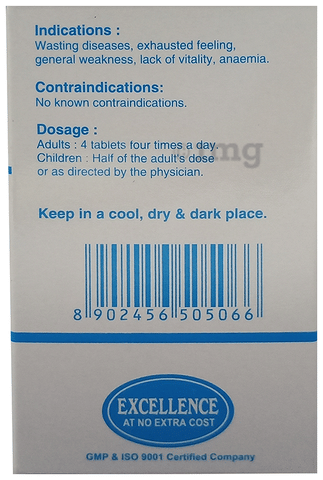 Indications :
Wasting diseases, exhausted feeling,
general weakness, lack of vitality, anaemia.
Contraindications:
No known contraindications.
Dosage :
Adults : 4 tablets four times a day.
Children : Half of the adult's dose
or as directed by the physician.
Keep in a cool, dry & dark place.
8 902456 505066
EXCELLENCE
AT NO EXTRA COST
GMP & ISO 9001 Certified Company